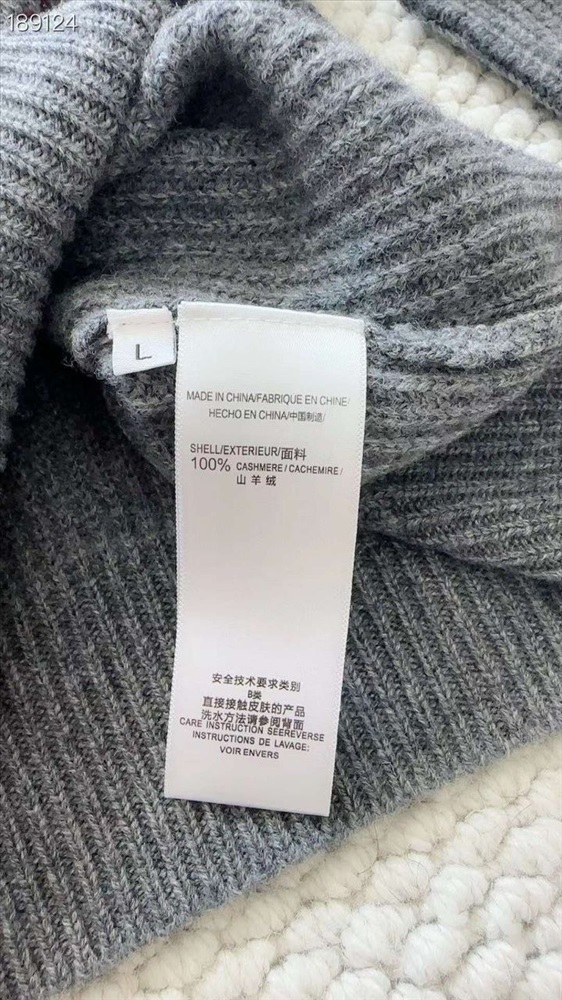 189124
L
MADE IN CHINA/FABRIQUE EN CHINE/
HECHO EN CHINA/中国制造/
SHELL/EXTERIEUR/面料
100% CASHMERE/CACHEMIRE/
山羊绒
安全技术要求类别
B类
直接接触皮肤的产品
洗水方法请参阅背面
CARE INSTRUCTION SEEREVERSE
INSTRUCTIONS DE LAVAGE:
VOIR ENVERS